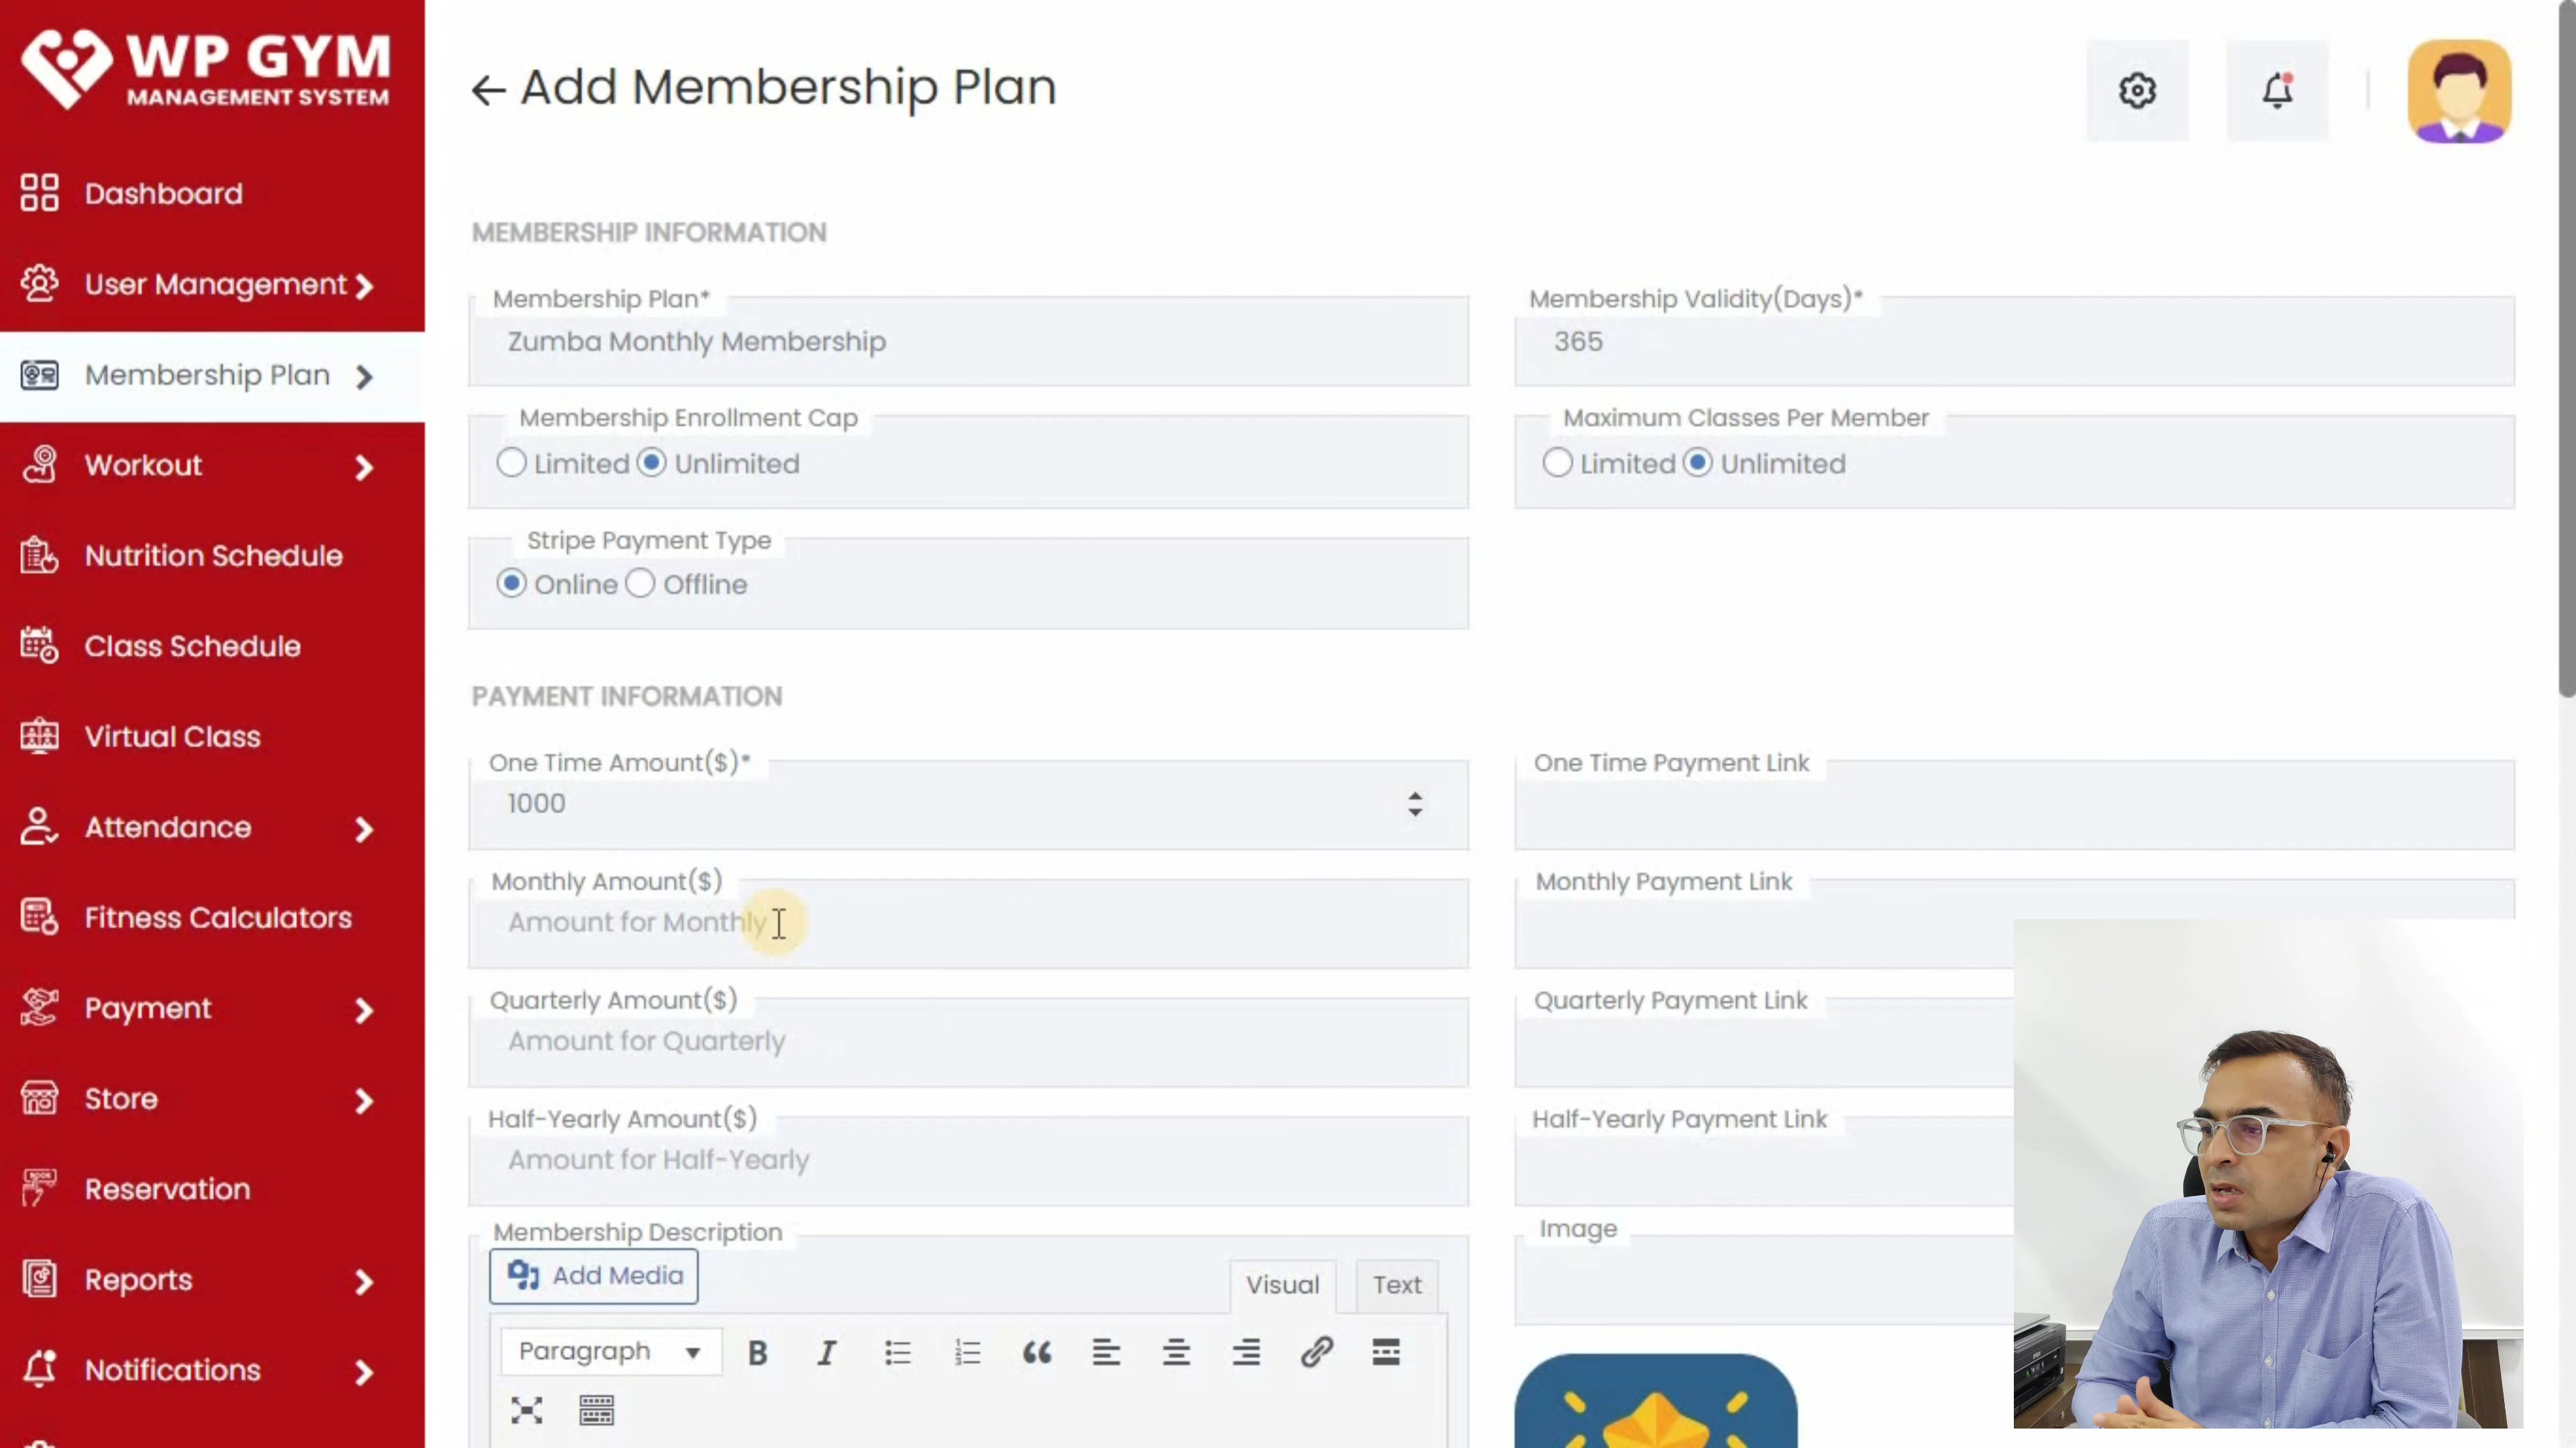 WP GYM
MANAGEMENT SYSTEM
Dashboard
User Management
Membership Plan
Workout
Nutrition Schedule
Class Schedule
Virtual Class
Attendance
Fitness Calculators
Payment
Store
Reservation
Reports
Notifications
Add Membership Plan
MEMBERSHIP INFORMATION
Membership Plan*
Zumba Monthly Membership
Membership Validity(Days)*
365
Membership Enrollment Cap
Limited Unlimited
Maximum Classes Per Member
Limited Unlimited
Stripe Payment Type
Online Offline
PAYMENT INFORMATION
One Time Amount($)*
1000
One Time Payment Link
Monthly Amount($)
Amount for Monthly
Monthly Payment Link
Quarterly Amount($)
Amount for Quarterly
Quarterly Payment Link
Half-Yearly Amount($)
Amount for Half-Yearly
Half-Yearly Payment Link
Membership Description
Add Media
Visual Text
Paragraph
B I
Image